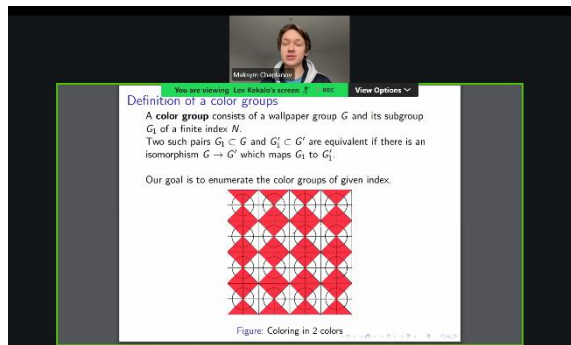 Maksym Chaplanov
You are viewing Lev Kekalo's screen REC View Options
Definition of a color groups
A color group consists of a wallpaper group G and its subgroup
G₁ of a finite index N.
Two such pairs G₁ ⊂ G and G₁′ ⊂ G′ are equivalent if there is an
isomorphism G → G′ which maps G₁ to G₁′.
Our goal is to enumerate the color groups of given index.
Figure: Coloring in 2 colors